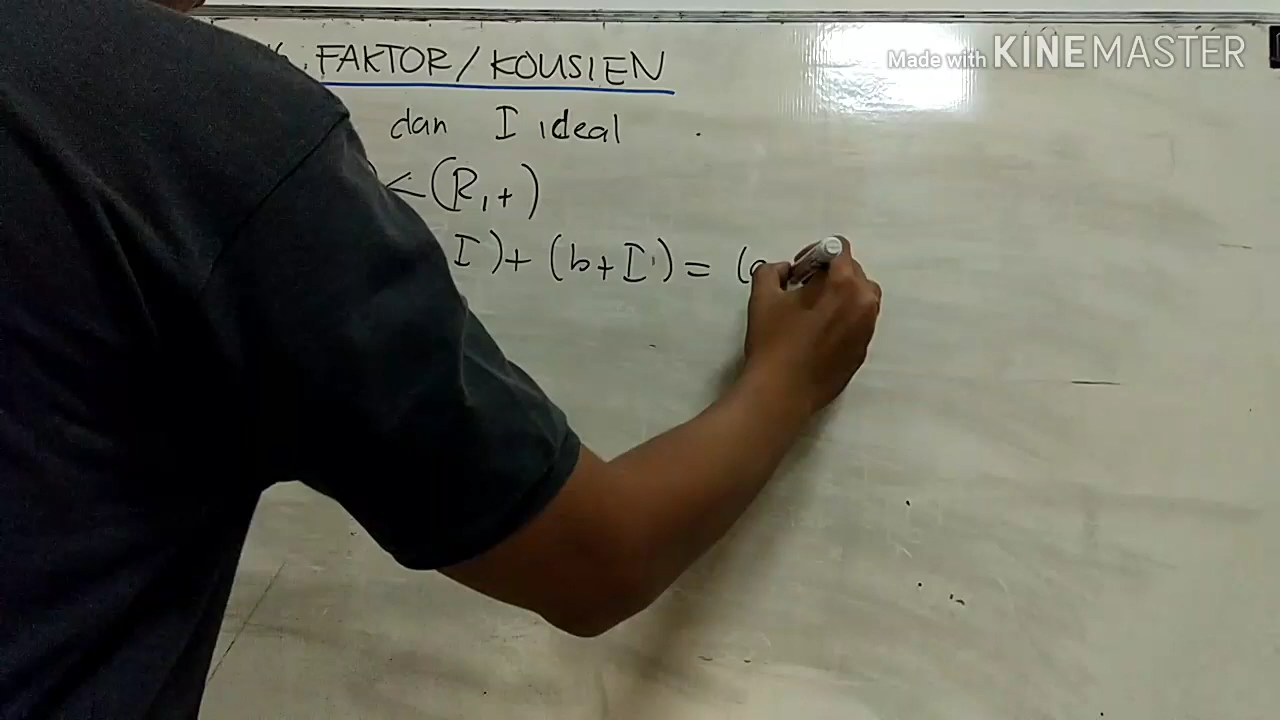 FAKTOR/KOUSIEN
dan I ideal
<(R,+)
I)+(b+I)=(a
Made with KINEMASTER